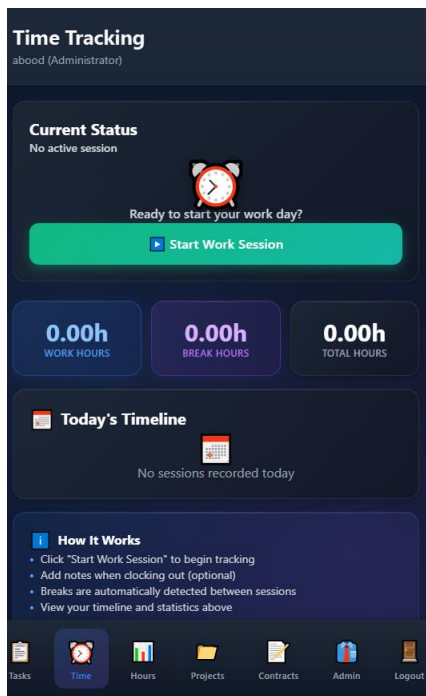 Time Tracking
abood (Administrator)
Current Status
No active session
Ready to start your work day?
Start Work Session
0.00h
WORK HOURS
0.00h
BREAK HOURS
0.00h
TOTAL HOURS
Today's Timeline
No sessions recorded today
How It Works
• Click "Start Work Session" to begin tracking
• Add notes when clocking out (optional)
• Breaks are automatically detected between sessions
• View your timeline and statistics above
Tasks
Time
Hours
Projects
Contracts
Admin
Logout